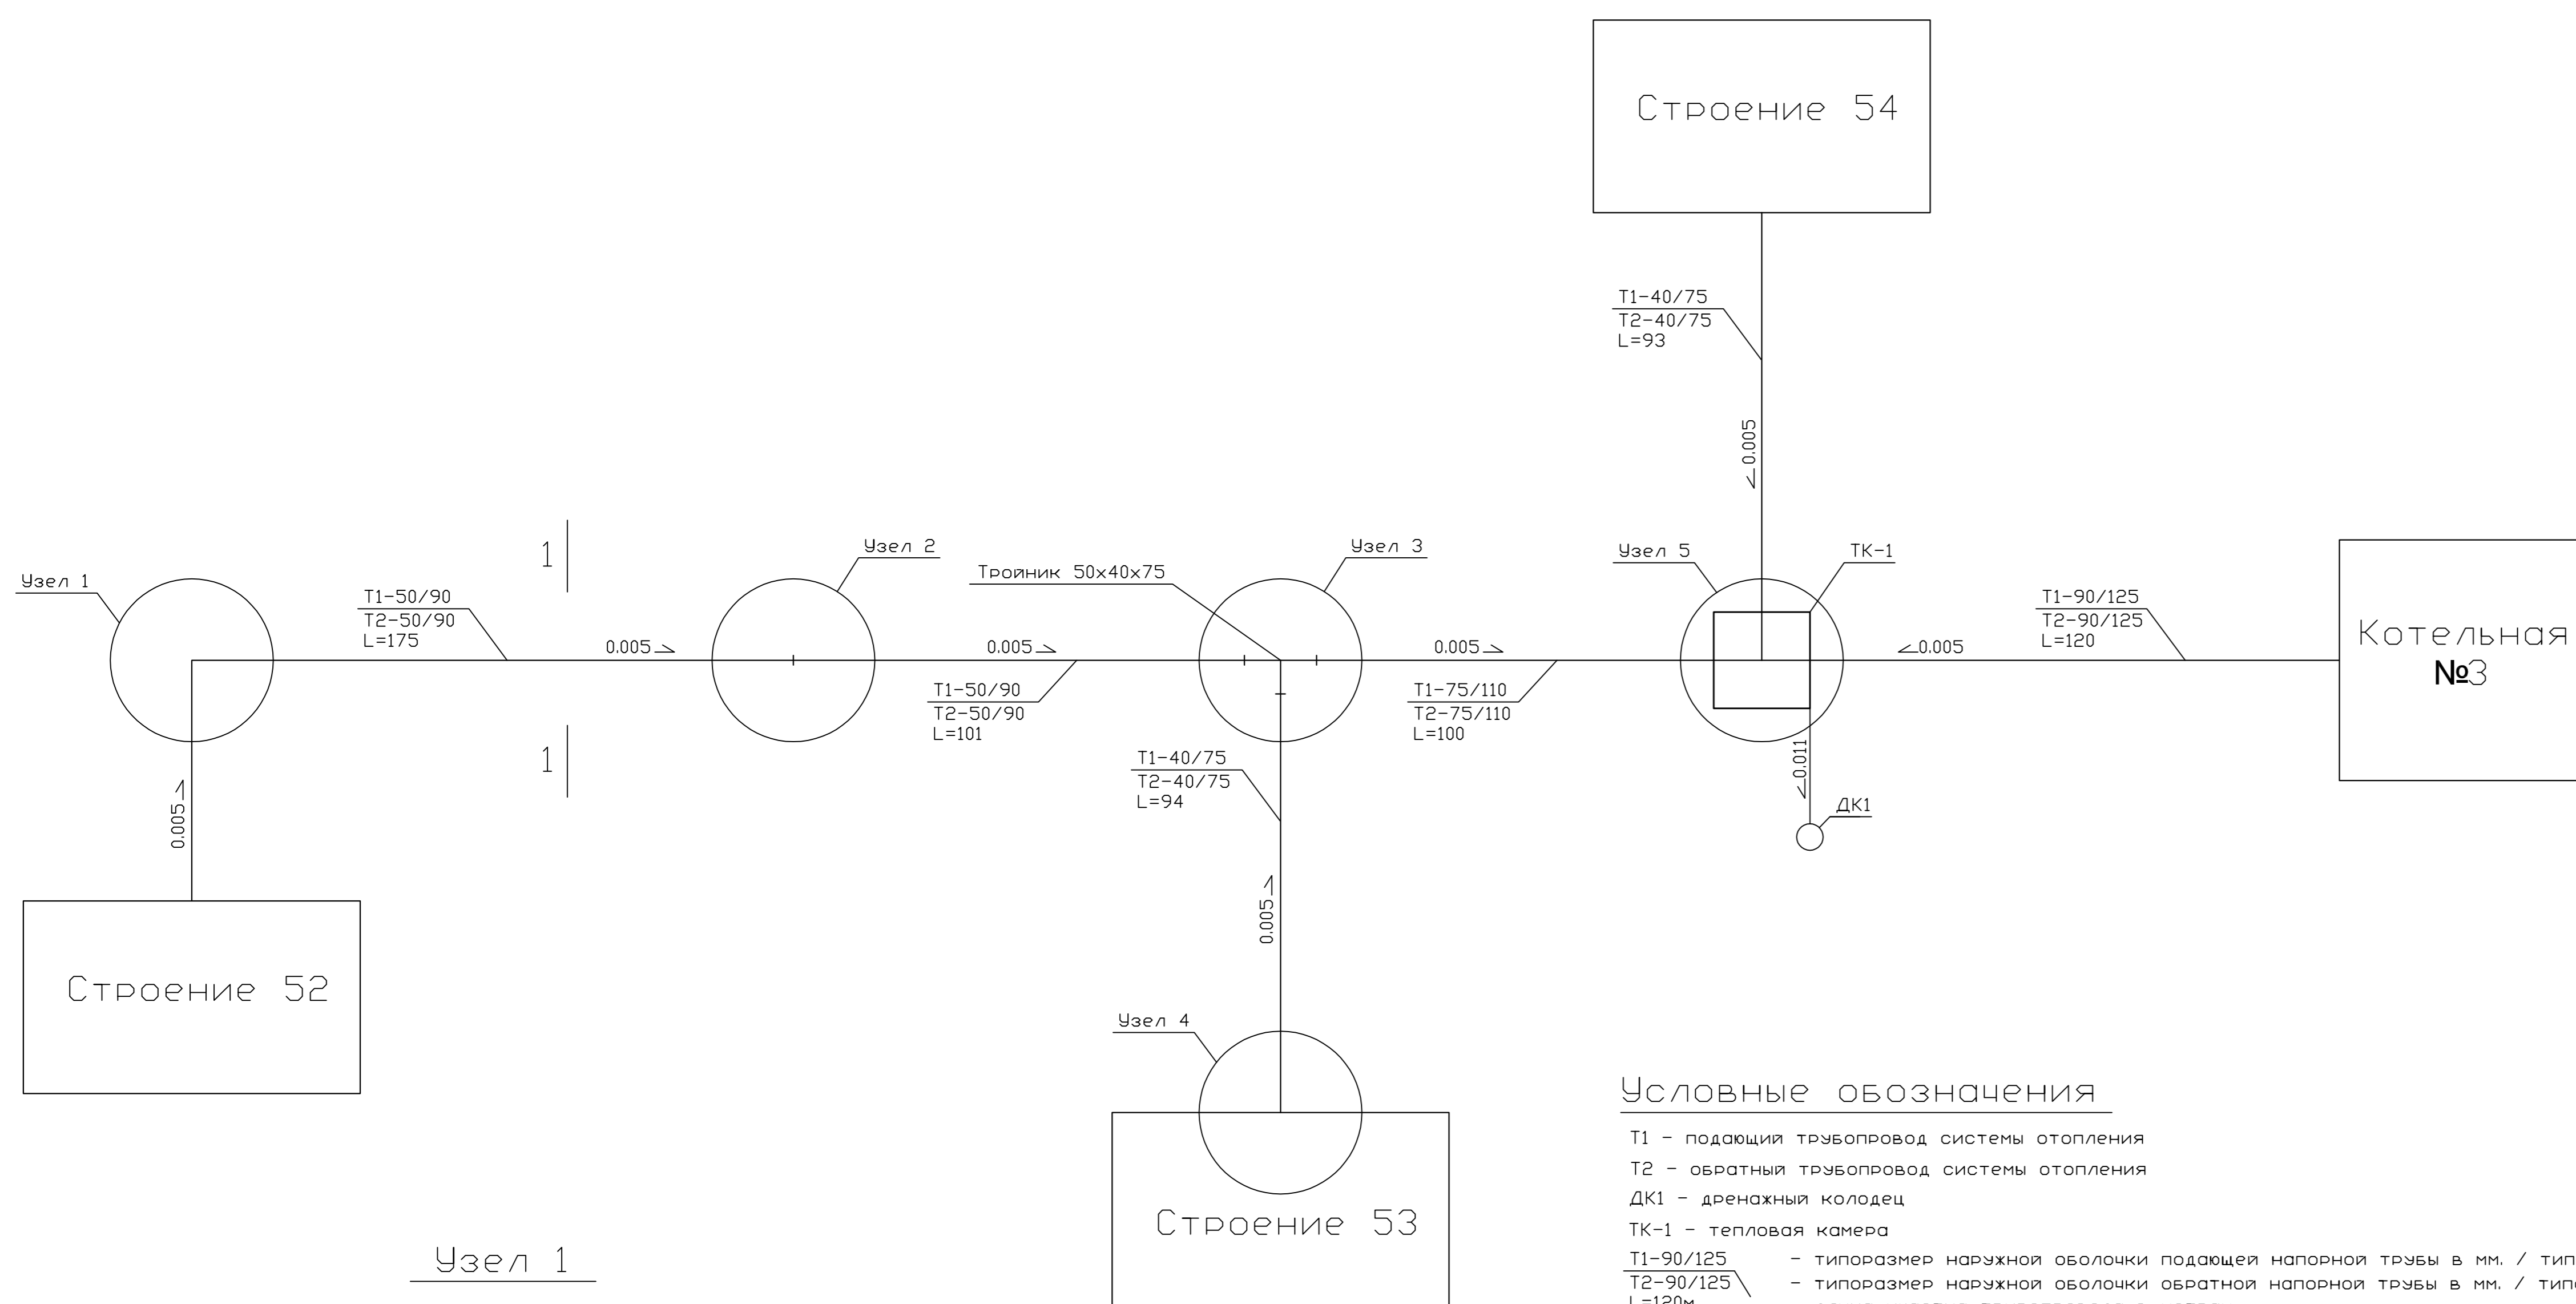 Строение 54
Т1-40/75
Т2-40/75
L=93
0.005
Узел 1
Т1-50/90
Т2-50/90
L=175
1
1
0.005
Узел 2
0.005
Т1-50/90
Т2-50/90
L=101
Тройник 50х40х75
Узел 3
0.005
Т1-75/110
Т2-75/110
L=100
Узел 5
ТК-1
0.005
Т1-90/125
Т2-90/125
L=120
Котельная
№3
0.005
Строение 52
Т1-40/75
Т2-40/75
L=94
0.005
0.011
ДК1
Узел 4
Строение 53
Узел 1
Условные обозначения
Т1 - подающий трубопровод системы отопления
Т2 - обратный трубопровод системы отопления
ДК1 - дренажный колодец
ТК-1 - тепловая камера
Т1-90/125 - типоразмер наружной оболочки подающей напорной трубы в мм. / тип
Т2-90/125 - типоразмер наружной оболочки обратной напорной трубы в мм. / тип
L=120м